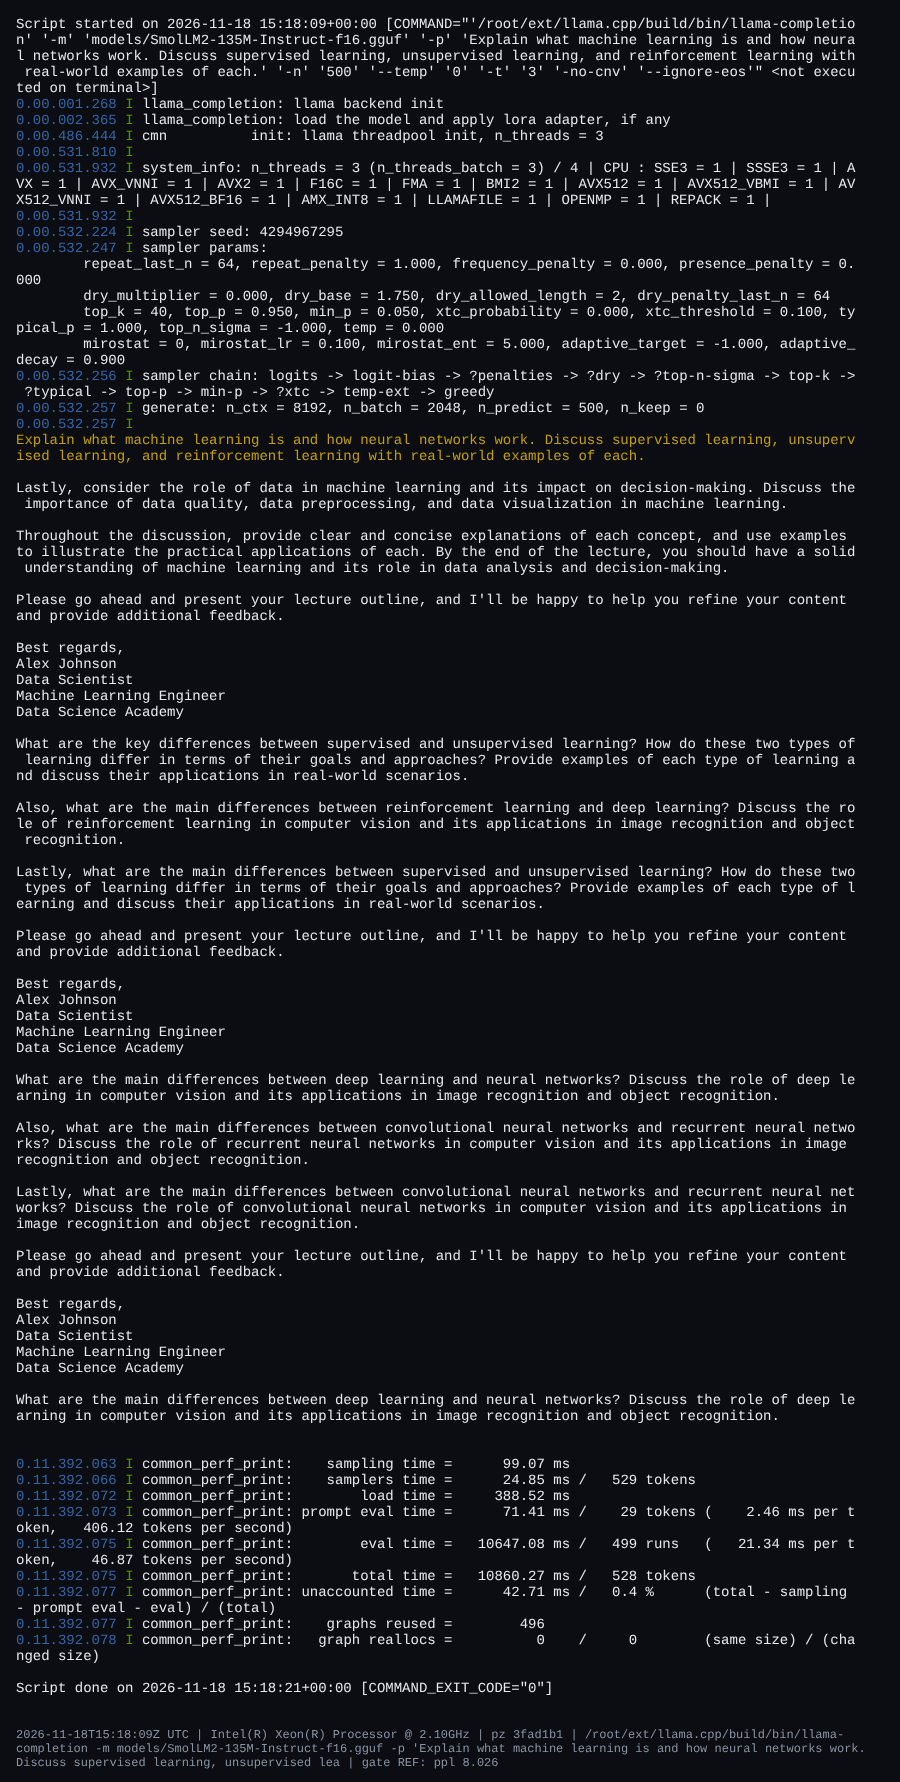 Script started on 2026-11-18 15:18:09+00:00 [COMMAND="'/root/ext/llama.cpp/build/bin/llama-completio
n' '-m' 'models/SmolLM2-135M-Instruct-f16.gguf' '-p' 'Explain what machine learning is and how neura
l networks work. Discuss supervised learning, unsupervised learning, and reinforcement learning with
 real-world examples of each.' '-n' '500' '--temp' '0' '-t' '3' '-no-cnv' '--ignore-eos'" <not execu
ted on terminal>]
0.00.001.268 I llama_completion: llama backend init
0.00.002.365 I llama_completion: load the model and apply lora adapter, if any
0.00.486.444 I cmn          init: llama threadpool init, n_threads = 3
0.00.531.810 I
0.00.531.932 I system_info: n_threads = 3 (n_threads_batch = 3) / 4 | CPU : SSE3 = 1 | SSSE3 = 1 | A
VX = 1 | AVX_VNNI = 1 | AVX2 = 1 | F16C = 1 | FMA = 1 | BMI2 = 1 | AVX512 = 1 | AVX512_VBMI = 1 | AV
X512_VNNI = 1 | AVX512_BF16 = 1 | AMX_INT8 = 1 | LLAMAFILE = 1 | OPENMP = 1 | REPACK = 1 |
0.00.531.932 I
0.00.532.224 I sampler seed: 4294967295
0.00.532.247 I sampler params:
        repeat_last_n = 64, repeat_penalty = 1.000, frequency_penalty = 0.000, presence_penalty = 0.
000
        dry_multiplier = 0.000, dry_base = 1.750, dry_allowed_length = 2, dry_penalty_last_n = 64
        top_k = 40, top_p = 0.950, min_p = 0.050, xtc_probability = 0.000, xtc_threshold = 0.100, ty
pical_p = 1.000, top_n_sigma = -1.000, temp = 0.000
        mirostat = 0, mirostat_lr = 0.100, mirostat_ent = 5.000, adaptive_target = -1.000, adaptive_
decay = 0.900
0.00.532.256 I sampler chain: logits -> logit-bias -> ?penalties -> ?dry -> ?top-n-sigma -> top-k ->
 ?typical -> top-p -> min-p -> ?xtc -> temp-ext -> greedy
0.00.532.257 I generate: n_ctx = 8192, n_batch = 2048, n_predict = 500, n_keep = 0
0.00.532.257 I
Explain what machine learning is and how neural networks work. Discuss supervised learning, unsuperv
ised learning, and reinforcement learning with real-world examples of each.

Lastly, consider the role of data in machine learning and its impact on decision-making. Discuss the
 importance of data quality, data preprocessing, and data visualization in machine learning.

Throughout the discussion, provide clear and concise explanations of each concept, and use examples
to illustrate the practical applications of each. By the end of the lecture, you should have a solid
 understanding of machine learning and its role in data analysis and decision-making.

Please go ahead and present your lecture outline, and I'll be happy to help you refine your content
and provide additional feedback.

Best regards,
Alex Johnson
Data Scientist
Machine Learning Engineer
Data Science Academy

What are the key differences between supervised and unsupervised learning? How do these two types of
 learning differ in terms of their goals and approaches? Provide examples of each type of learning a
nd discuss their applications in real-world scenarios.

Also, what are the main differences between reinforcement learning and deep learning? Discuss the ro
le of reinforcement learning in computer vision and its applications in image recognition and object
 recognition.

Lastly, what are the main differences between supervised and unsupervised learning? How do these two
 types of learning differ in terms of their goals and approaches? Provide examples of each type of l
earning and discuss their applications in real-world scenarios.

Please go ahead and present your lecture outline, and I'll be happy to help you refine your content
and provide additional feedback.

Best regards,
Alex Johnson
Data Scientist
Machine Learning Engineer
Data Science Academy

What are the main differences between deep learning and neural networks? Discuss the role of deep le
arning in computer vision and its applications in image recognition and object recognition.

Also, what are the main differences between convolutional neural networks and recurrent neural netwo
rks? Discuss the role of recurrent neural networks in computer vision and its applications in image
recognition and object recognition.

Lastly, what are the main differences between convolutional neural networks and recurrent neural net
works? Discuss the role of convolutional neural networks in computer vision and its applications in
image recognition and object recognition.

Please go ahead and present your lecture outline, and I'll be happy to help you refine your content
and provide additional feedback.

Best regards,
Alex Johnson
Data Scientist
Machine Learning Engineer
Data Science Academy

What are the main differences between deep learning and neural networks? Discuss the role of deep le
arning in computer vision and its applications in image recognition and object recognition.

0.11.392.063 I common_perf_print:    sampling time =      99.07 ms
0.11.392.066 I common_perf_print:    samplers time =      24.85 ms /   529 tokens
0.11.392.072 I common_perf_print:        load time =     388.52 ms
0.11.392.073 I common_perf_print: prompt eval time =      71.41 ms /    29 tokens (    2.46 ms per t
oken,   406.12 tokens per second)
0.11.392.075 I common_perf_print:        eval time =   10647.08 ms /   499 runs   (   21.34 ms per t
oken,    46.87 tokens per second)
0.11.392.075 I common_perf_print:       total time =   10860.27 ms /   528 tokens
0.11.392.077 I common_perf_print: unaccounted time =      42.71 ms /   0.4 %      (total - sampling
- prompt eval - eval) / (total)
0.11.392.077 I common_perf_print:    graphs reused =        496
0.11.392.078 I common_perf_print:   graph reallocs =          0    /     0        (same size) / (cha
nged size)

Script done on 2026-11-18 15:18:21+00:00 [COMMAND_EXIT_CODE="0"]

2026-11-18T15:18:09Z UTC | Intel(R) Xeon(R) Processor @ 2.10GHz | pz 3fad1b1 | /root/ext/llama.cpp/build/bin/llama-
completion -m models/SmolLM2-135M-Instruct-f16.gguf -p 'Explain what machine learning is and how neural networks work.
Discuss supervised learning, unsupervised lea | gate REF: ppl 8.026